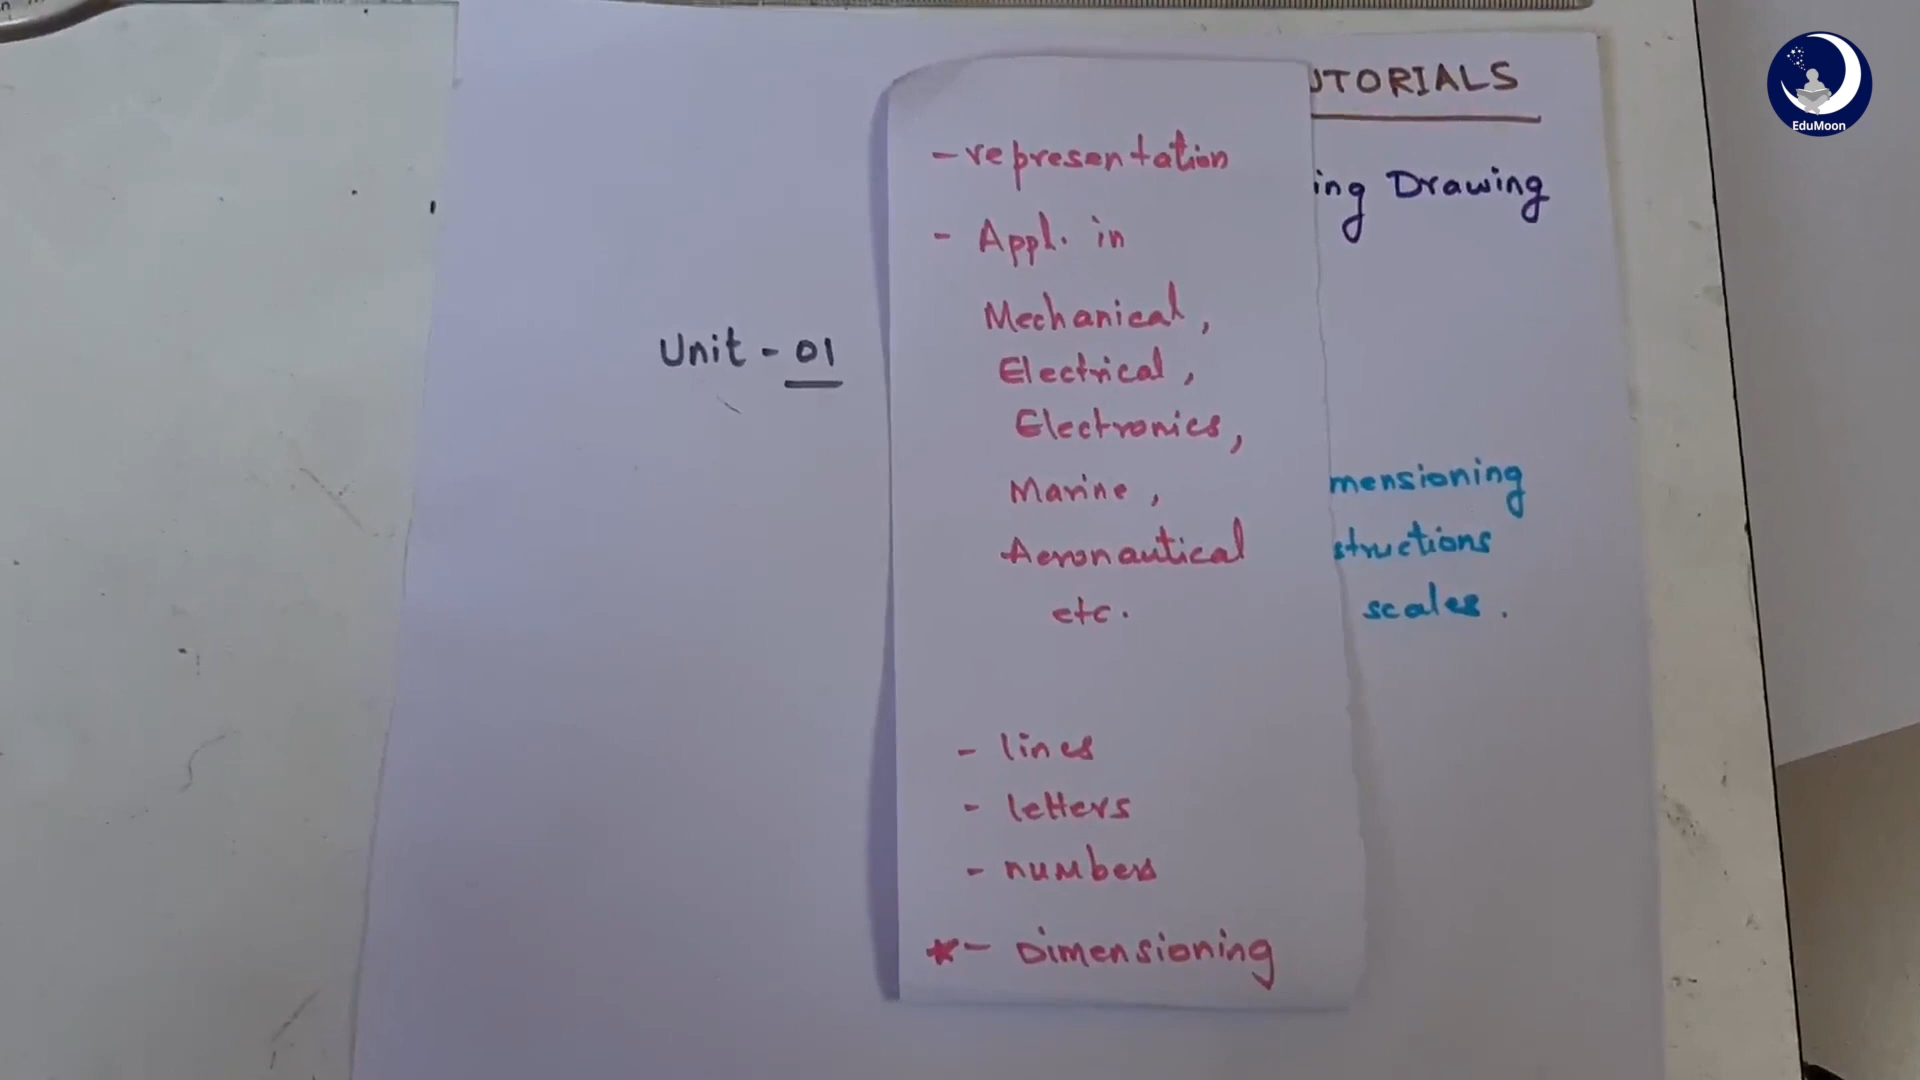 UTORIALS
ing Drawing
Unit - 01
mensioning
structions
scales.
- representation
- Appl. in
Mechanical,
Electrical,
Electronics,
Marine,
Aeronautical
etc.
- lines
- letters
- numbers
*- Dimensioning
EduMoon